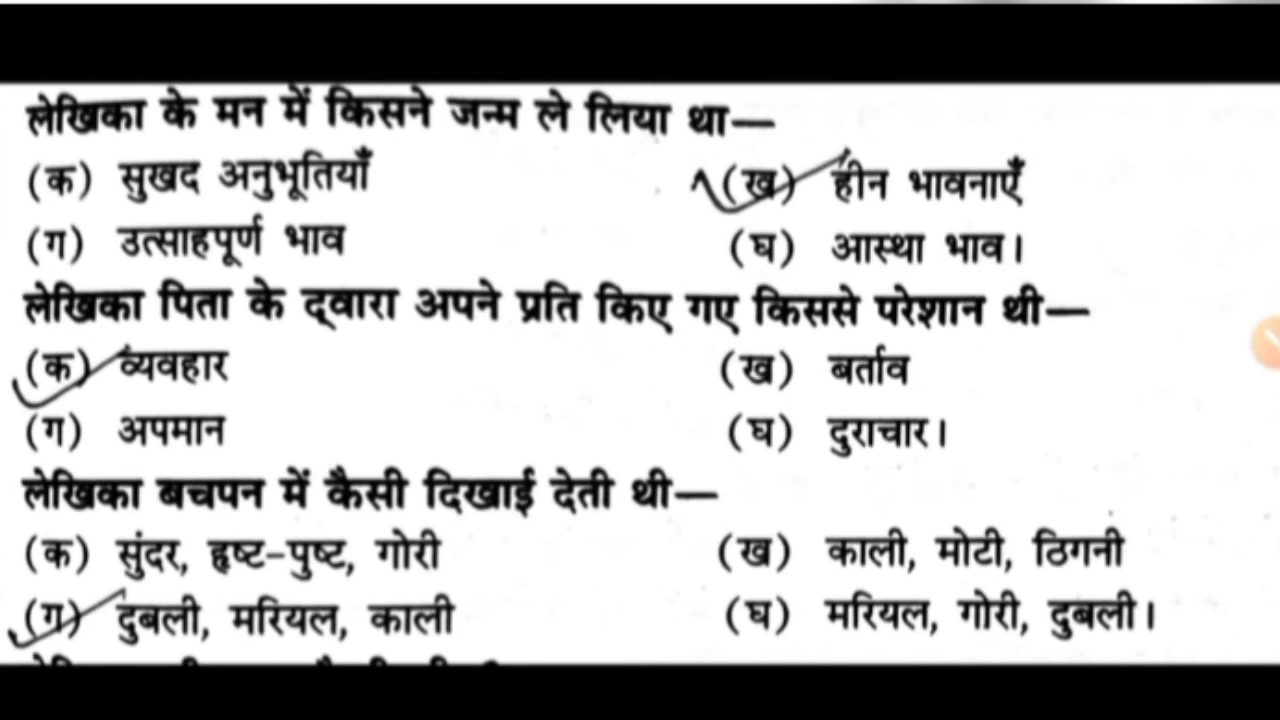 लेखिका के मन में किसने जन्म ले लिया था—
(क) सुखद अनुभूतियाँ (ख) हीन भावनाएँ
(ग) उत्साहपूर्ण भाव (घ) आस्था भाव।
लेखिका पिता के द्वारा अपने प्रति किए गए किससे परेशान थी—
(क) व्यवहार (ख) बर्ताव
(ग) अपमान (घ) दुराचार।
लेखिका बचपन में कैसी दिखाई देती थी—
(क) सुंदर, हृष्ट-पुष्ट, गोरी (ख) काली, मोटी, ठिगनी
(ग) दुबली, मरियल, काली (घ) मरियल, गोरी, दुबली।